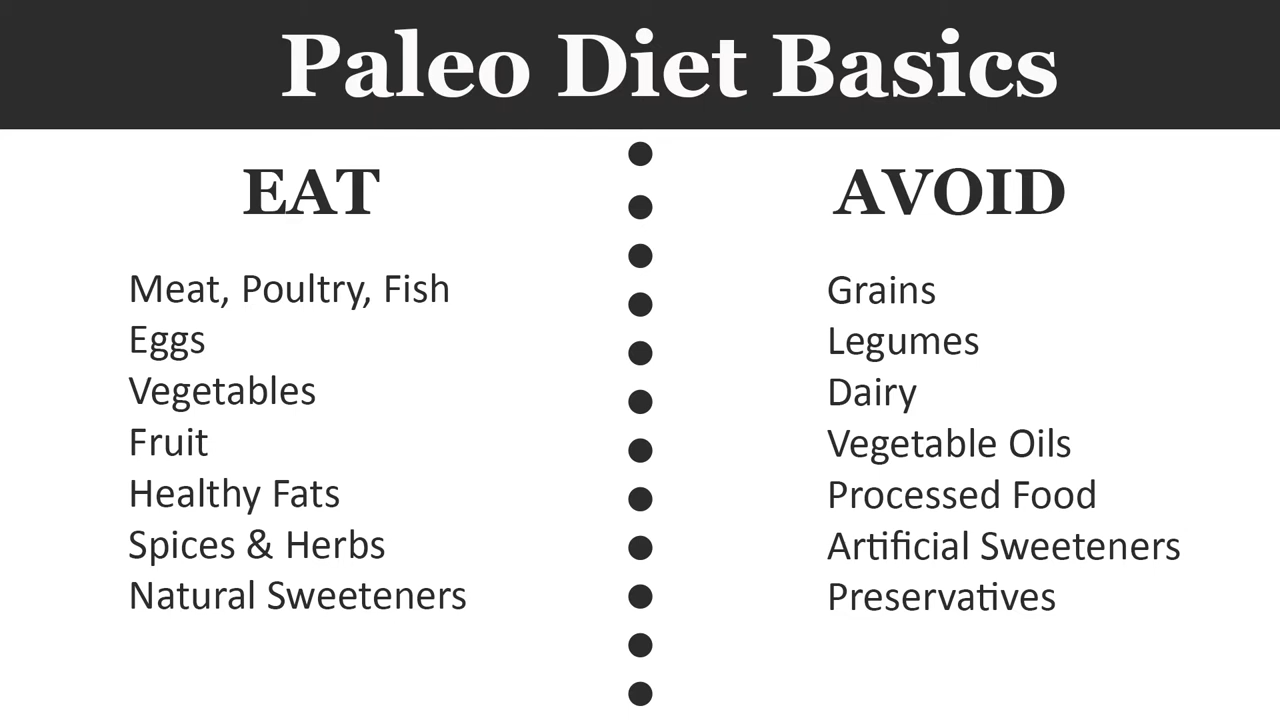 Paleo Diet Basics
EAT
Meat, Poultry, Fish
Eggs
Vegetables
Fruit
Healthy Fats
Spices & Herbs
Natural Sweeteners
AVOID
Grains
Legumes
Dairy
Vegetable Oils
Processed Food
Artificial Sweeteners
Preservatives